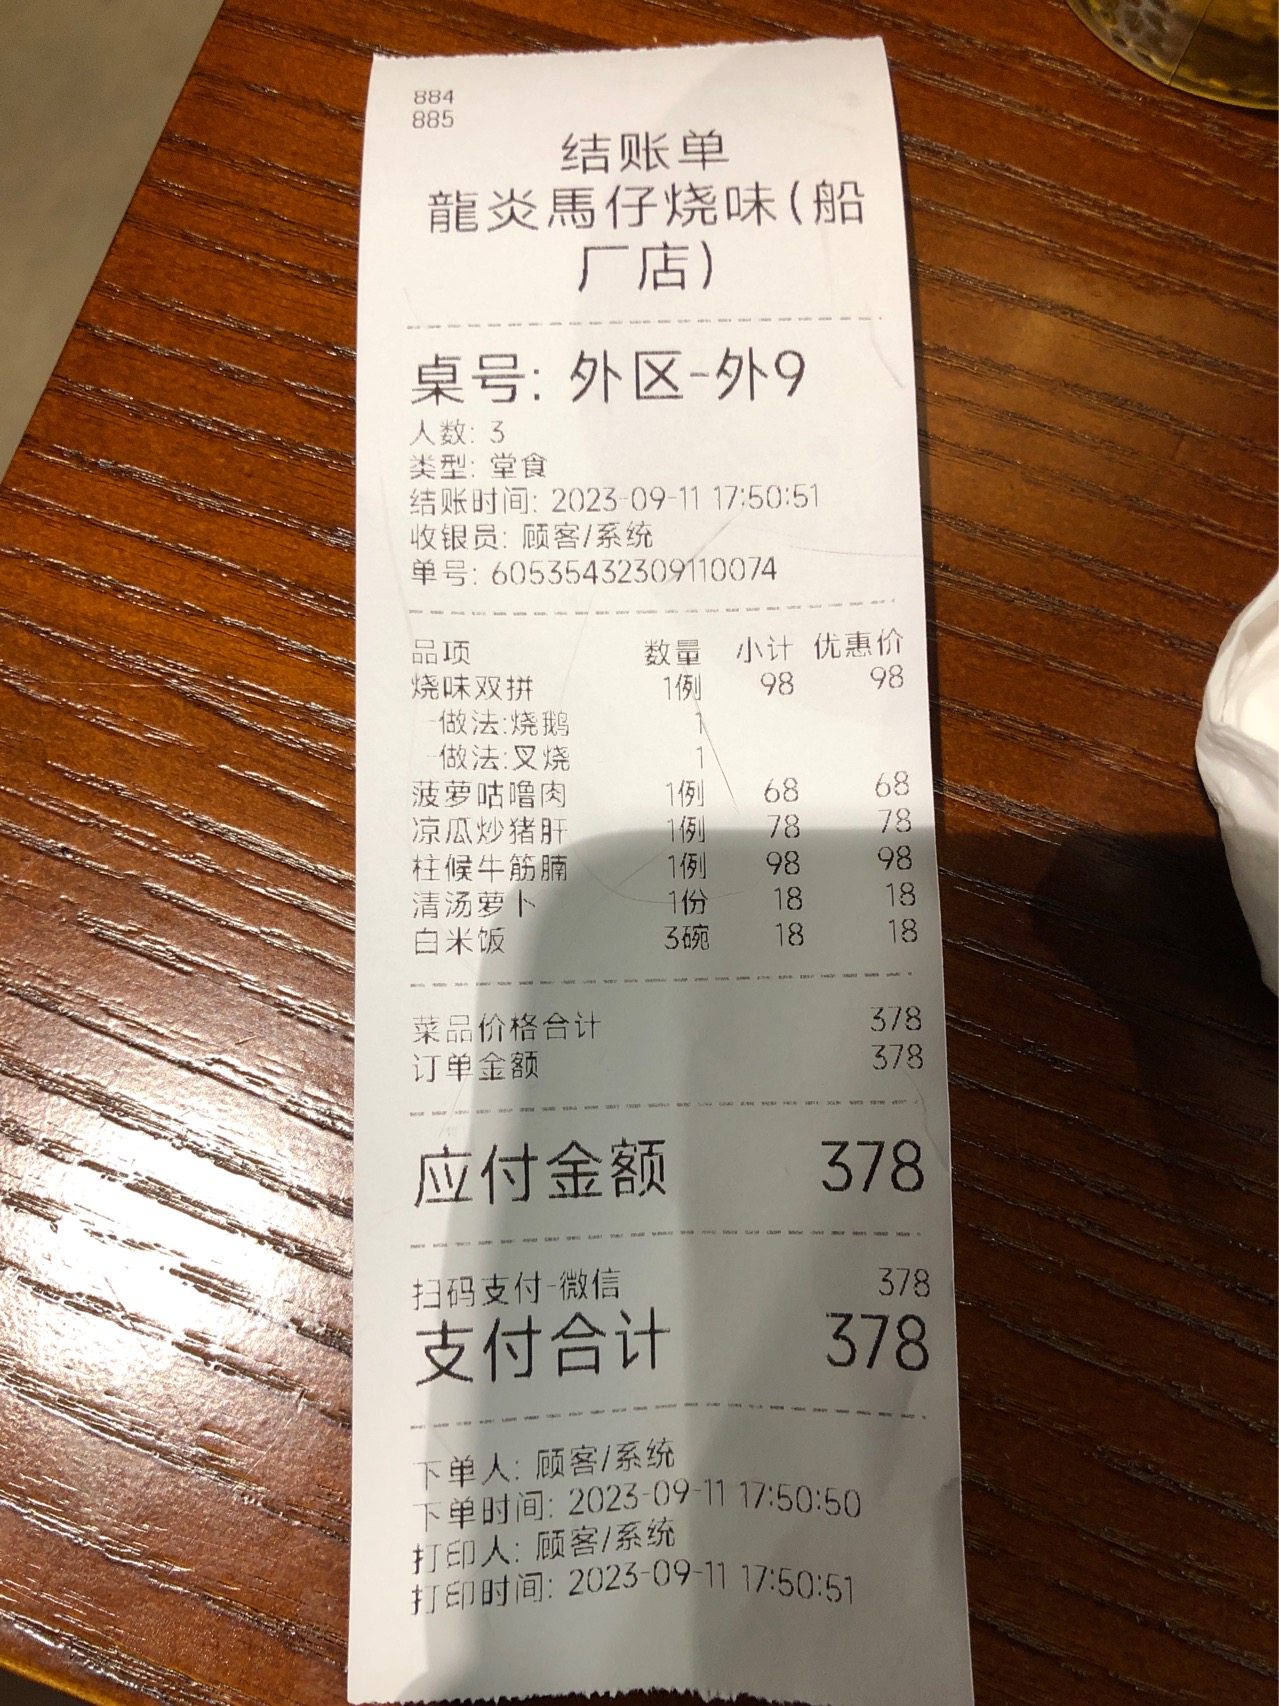 884
885
结账单
龍炎馬仔烧味(船
厂店)
桌号: 外区-外9
人数: 3
类型: 堂食
结账时间: 2023-09-11 17:50:51
收银员: 顾客/系统
单号: 605354323091100​74
品项 数量 小计 优惠价
烧味双拼 1例 98 98
-做法:烧鹅 1
-做法:叉烧 1
菠萝咕噜肉 1例 68 68
凉瓜炒猪肝 1例 78 78
柱候牛筋腩 1例 98 98
清汤萝卜 1份 18 18
白米饭 3碗 18 18
菜品价格合计 378
订单金额 378
应付金额 378
扫码支付-微信 378
支付合计 378
下单人: 顾客/系统
下单时间: 2023-09-11 17:50:50
打印人: 顾客/系统
打印时间: 2023-09-11 17:50:51